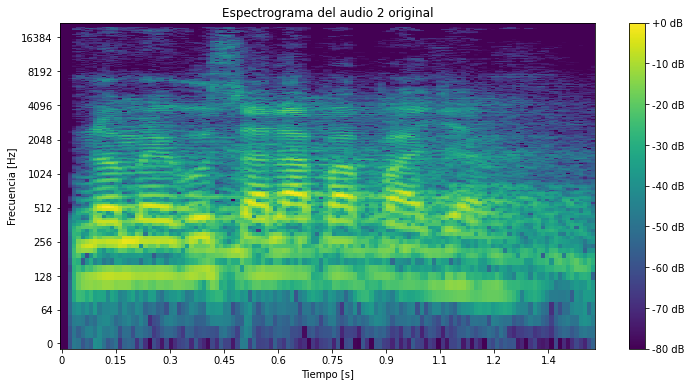 Espectrograma del audio 2 original
Frecuencia [Hz]
16384
8192
4096
2048
1024
512
256
128
64
0
0 0.15 0.3 0.45 0.6 0.75 0.9 1.1 1.2 1.4
Tiempo [s]
+0 dB
-10 dB
-20 dB
-30 dB
-40 dB
-50 dB
-60 dB
-70 dB
-80 dB